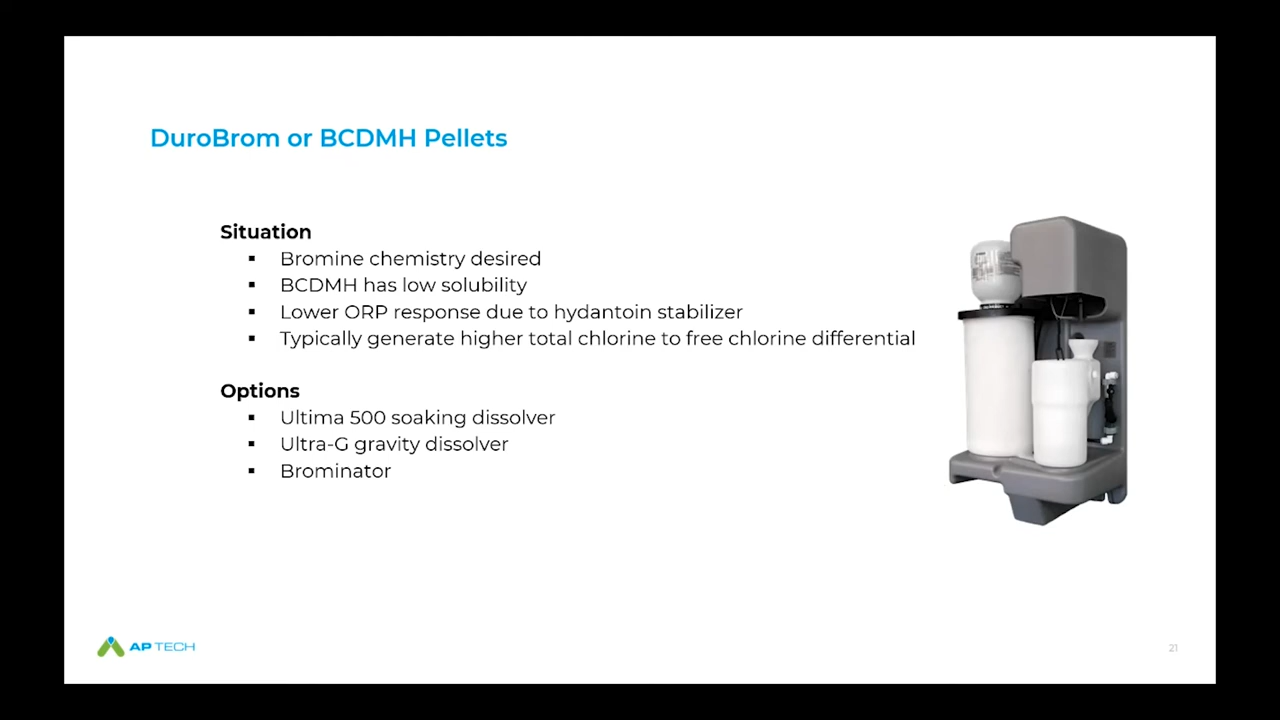 DuroBrom or BCDMH Pellets
Situation
▪ Bromine chemistry desired
▪ BCDMH has low solubility
▪ Lower ORP response due to hydantoin stabilizer
▪ Typically generate higher total chlorine to free chlorine differential
Options
▪ Ultima 500 soaking dissolver
▪ Ultra-G gravity dissolver
▪ Brominator
AP TECH
21